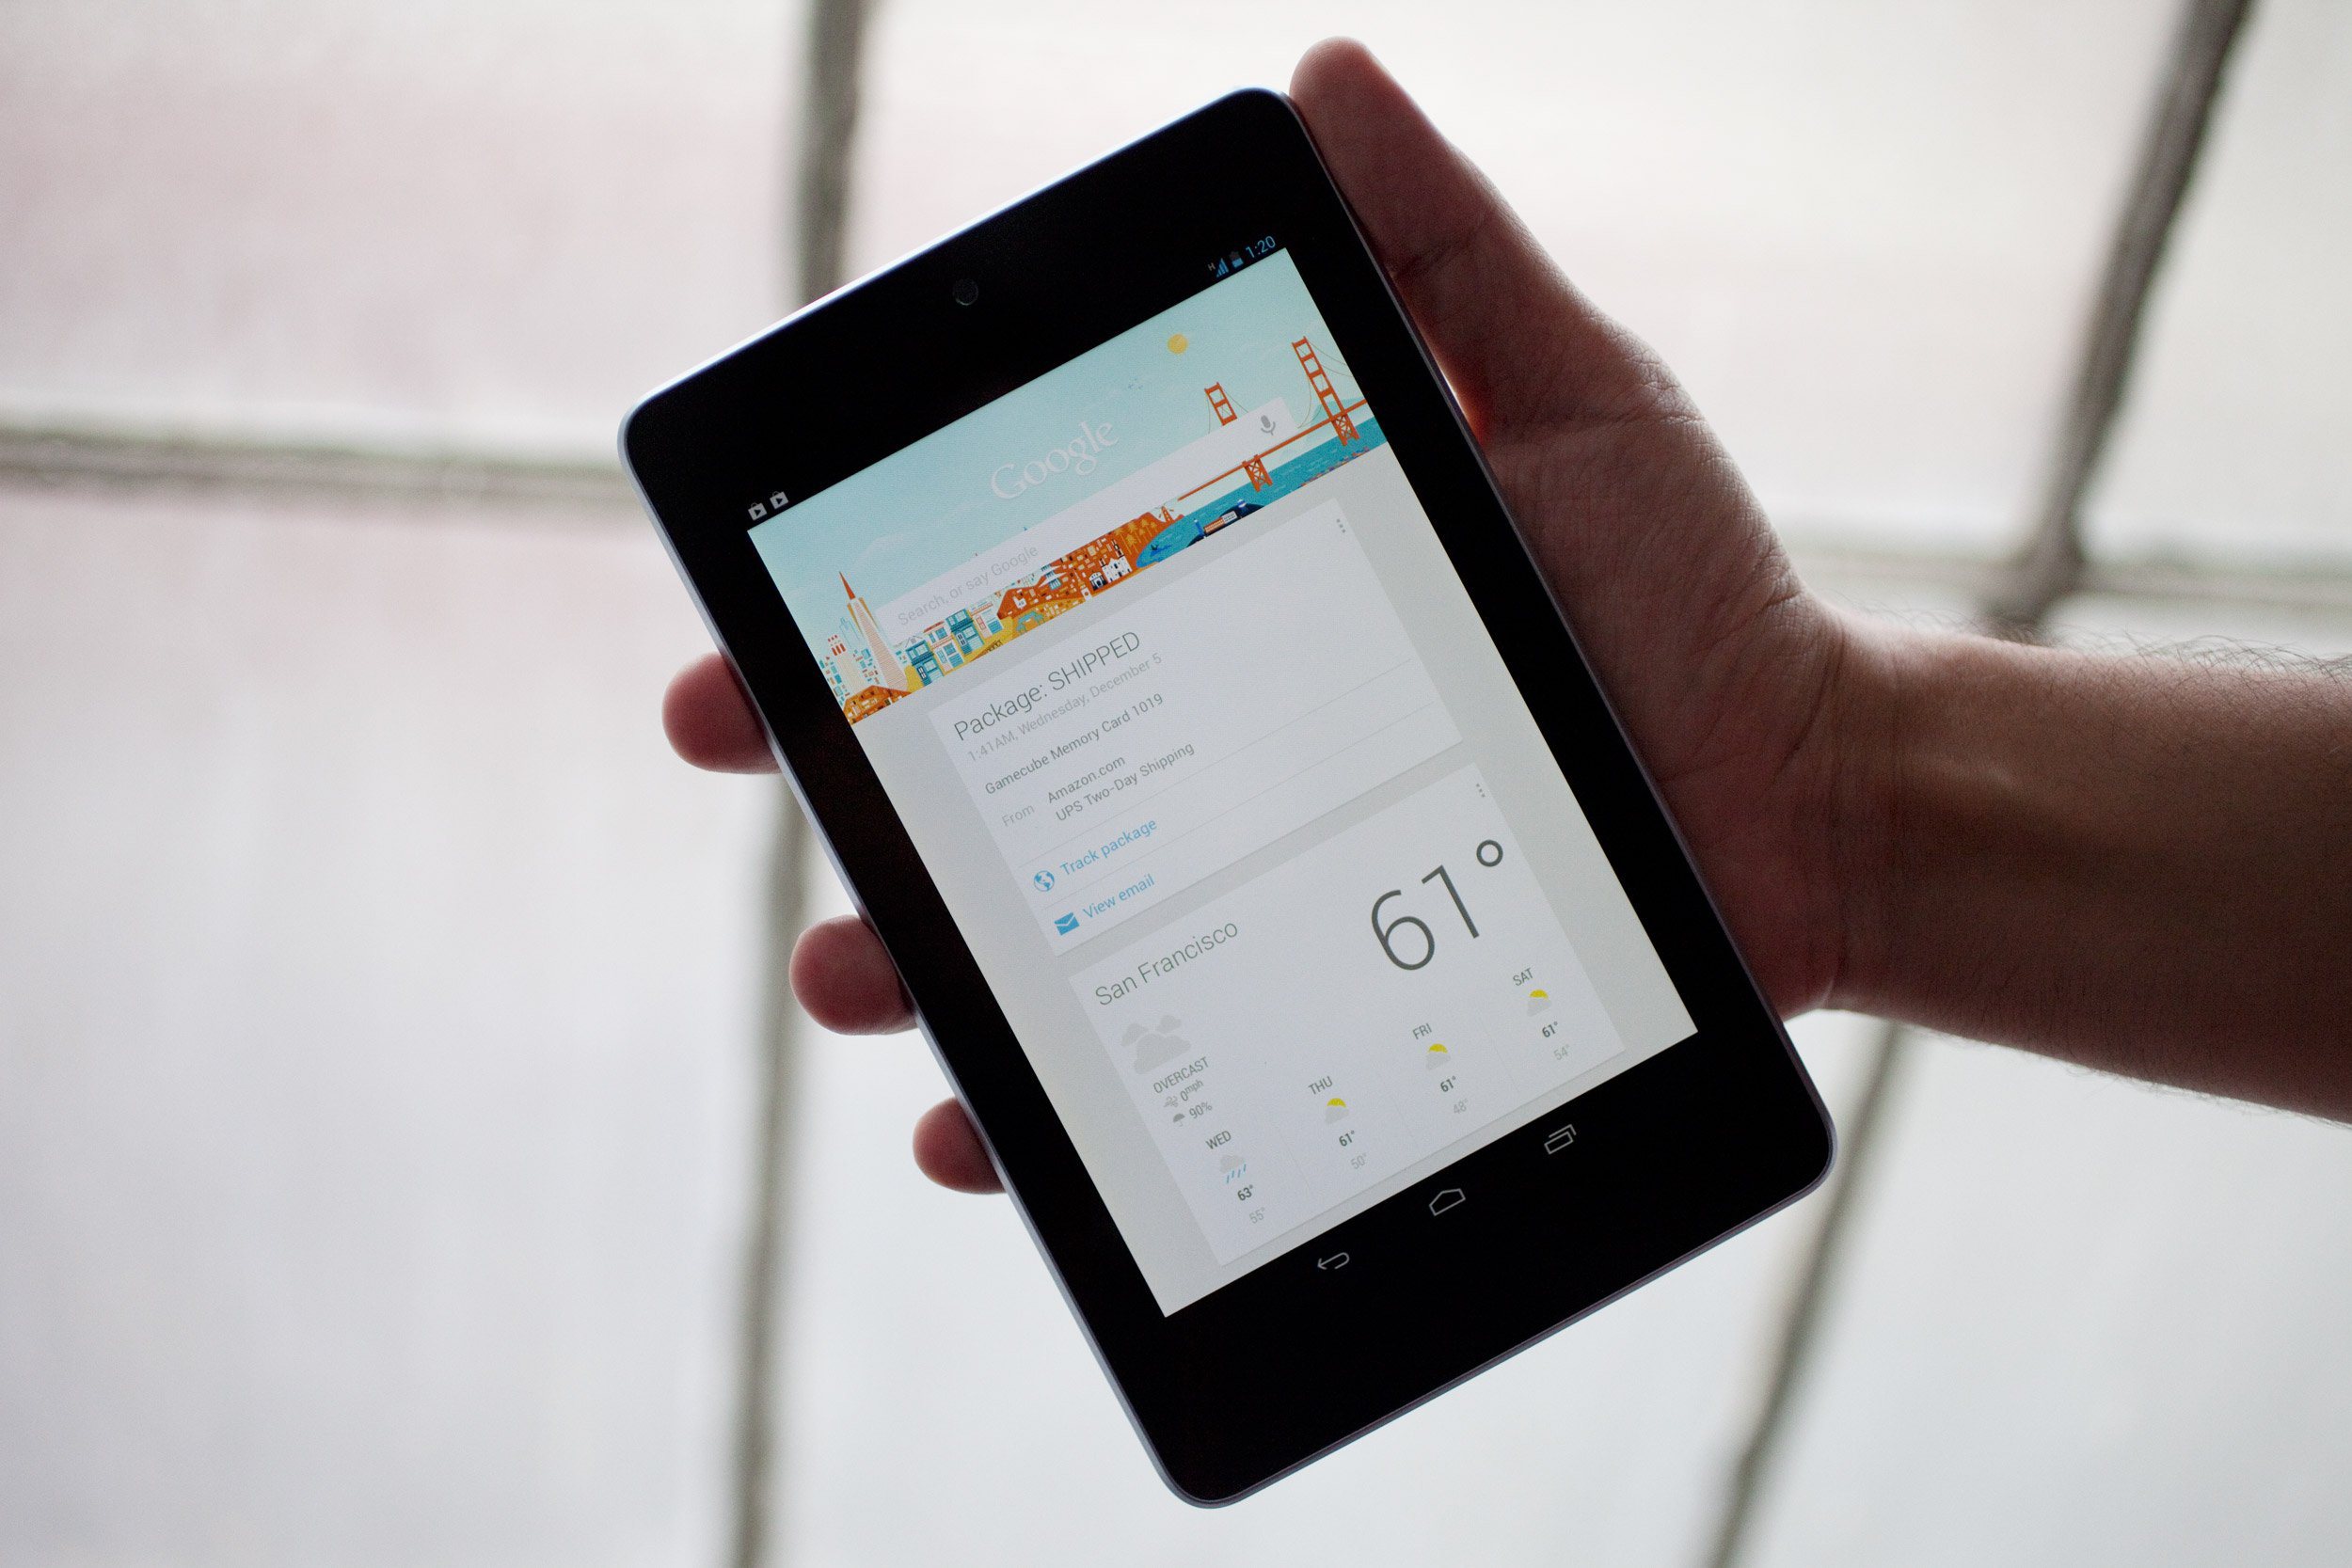 H 1:20
Google
Search, or say Google
Package: SHIPPED
1:41AM, Wednesday, December 5
Gamecube Memory Card 1019
From Amazon.com
UPS Two-Day Shipping
Track package
View email
San Francisco
61°
OVERCAST
0mph
90%
WED THU FRI SAT
63° 61° 61° 61°
55° 50° 48° 54°